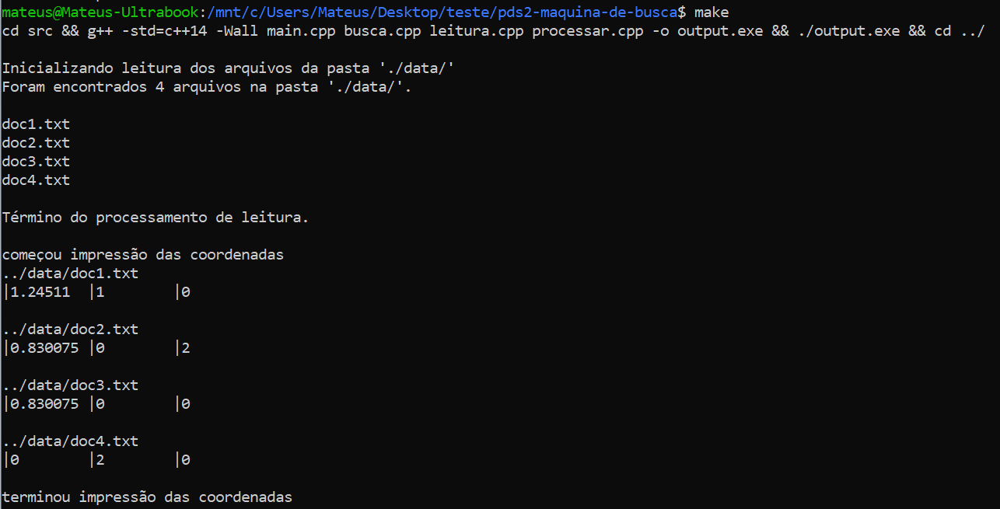 mateus@Mateus-Ultrabook:/mnt/c/Users/Mateus/Desktop/teste/pds2-maquina-de-busca$ make
cd src && g++ -std=c++14 -Wall main.cpp busca.cpp leitura.cpp processar.cpp -o output.exe && ./output.exe && cd ../
Inicializando leitura dos arquivos da pasta './data/'
Foram encontrados 4 arquivos na pasta './data/'.
doc1.txt
doc2.txt
doc3.txt
doc4.txt
Término do processamento de leitura.
começou impressão das coordenadas
../data/doc1.txt
|1.24511  |1        |0
../data/doc2.txt
|0.830075 |0        |2
../data/doc3.txt
|0.830075 |0        |0
../data/doc4.txt
|0        |2        |0
terminou impressão das coordenadas